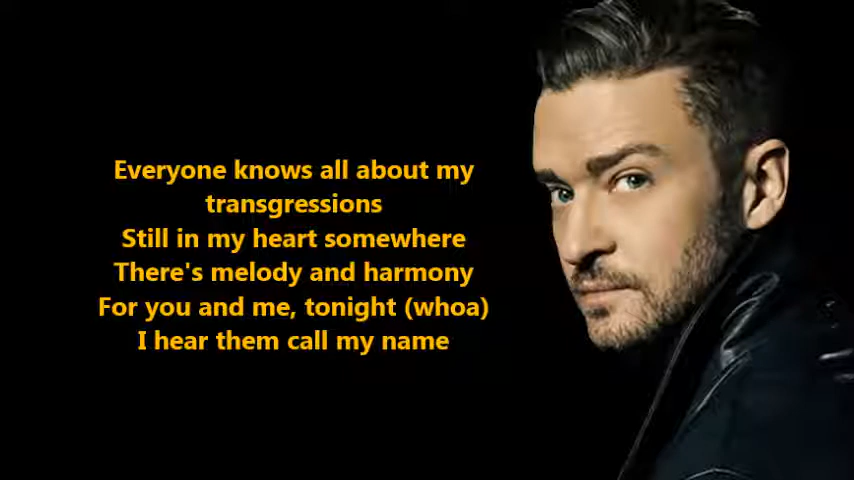 Everyone knows all about my
transgressions
Still in my heart somewhere
There's melody and harmony
For you and me, tonight (whoa)
I hear them call my name